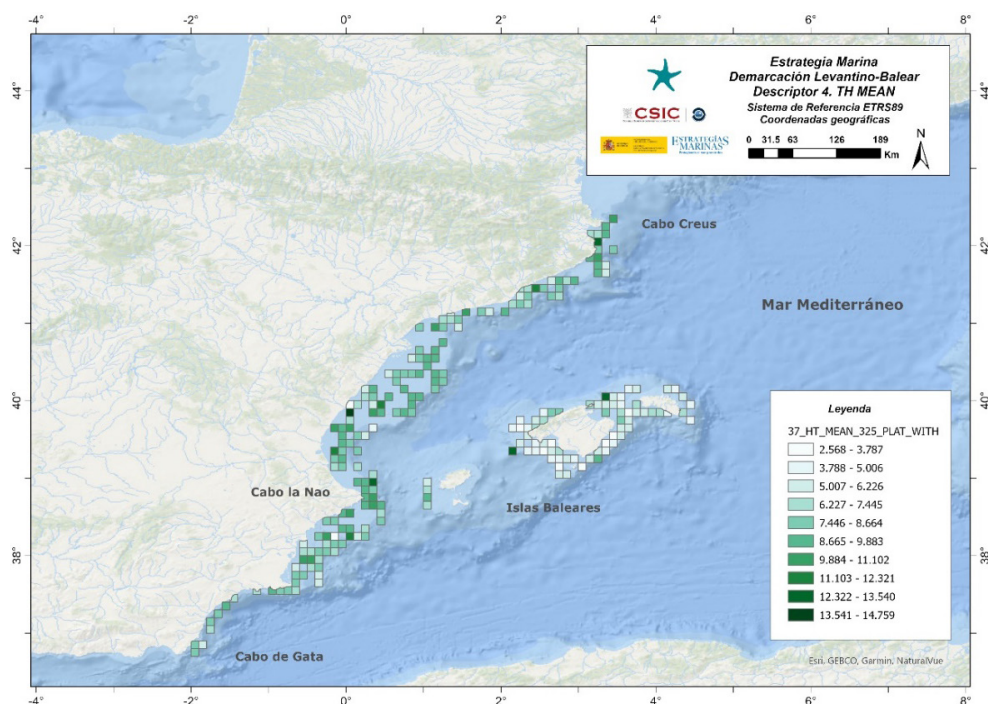 -4°
-2°
0°
2°
4°
6°
8°
Estrategia Marina
Demarcación Levantino-Balear
Descriptor 4. TH MEAN
Sistema de Referencia ETRS89
Coordenadas geográficas
CSIC
ESTRATEGIAS
MARINAS
0 31.5 63 126 189
Km
N
44°
44°
Cabo Creus
42°
42°
Mar Mediterráneo
40°
40°
Leyenda
37_HT_MEAN_325_PLAT_WITH
2.568 - 3.787
3.788 - 5.006
5.007 - 6.226
6.227 - 7.445
7.446 - 8.664
8.665 - 9.883
9.884 - 11.102
11.103 - 12.321
12.322 - 13.540
13.541 - 14.759
Cabo la Nao
Islas Baleares
38°
38°
Cabo de Gata
Esri, GEBCO, Garmin, NaturalVue
-4°
-2°
0°
2°
4°
6°
8°